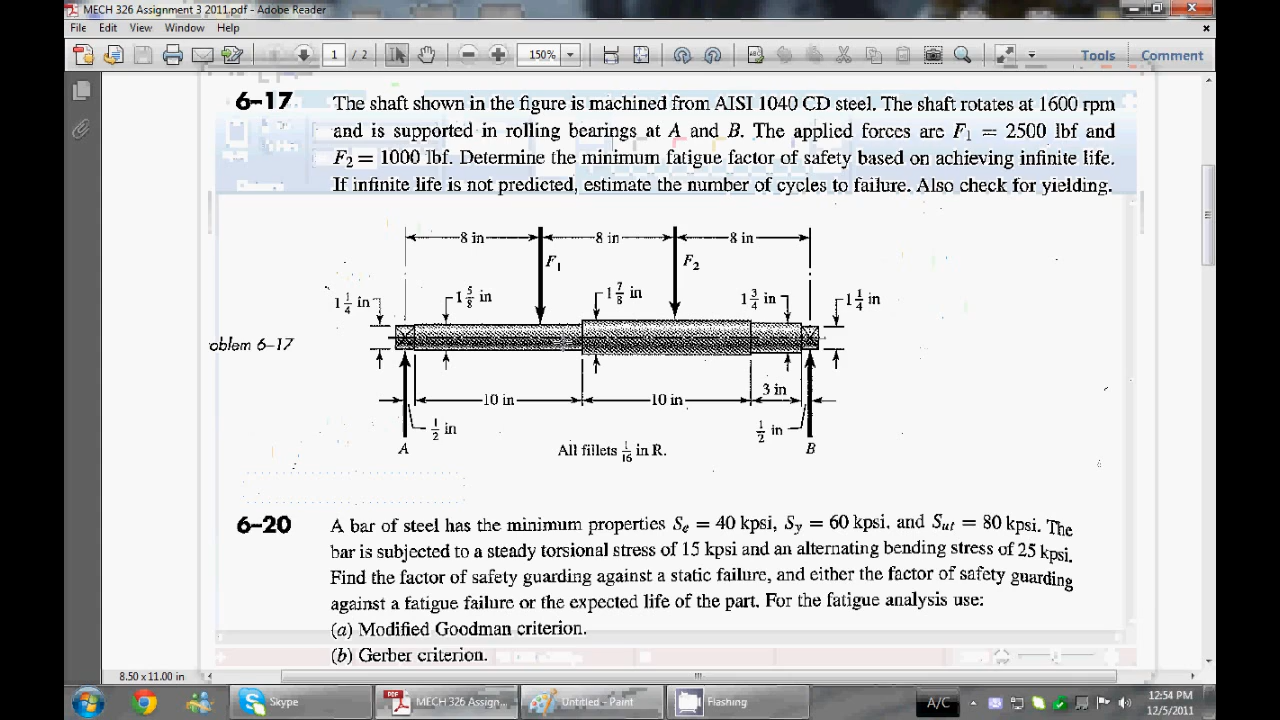 MECH 326 Assignment 3 2011.pdf - Adobe Reader
File Edit View Window Help
1 / 2 150% Tools Comment
6–17 The shaft shown in the figure is machined from AISI 1040 CD steel. The shaft rotates at 1600 rpm
and is supported in rolling bearings at A and B. The applied forces are F₁ = 2500 lbf and
F₂ = 1000 lbf. Determine the minimum fatigue factor of safety based on achieving infinite life.
If infinite life is not predicted, estimate the number of cycles to failure. Also check for yielding.
8 in 8 in 8 in
F₁ F₂
1 1/4 in 1 5/8 in 1 7/8 in 1 3/4 in 1 1/4 in
oblem 6–17
10 in 10 in 3 in
1/2 in 1/2 in
A B
All fillets 1/16 in R.
6–20 A bar of steel has the minimum properties Sₑ = 40 kpsi, Sy = 60 kpsi, and Sut = 80 kpsi. The
bar is subjected to a steady torsional stress of 15 kpsi and an alternating bending stress of 25 kpsi.
Find the factor of safety guarding against a static failure, and either the factor of safety guarding
against a fatigue failure or the expected life of the part. For the fatigue analysis use:
(a) Modified Goodman criterion.
(b) Gerber criterion.
8.50 x 11.00 in
Skype MECH 326 Assign... Untitled - Paint Flashing A/C 12:54 PM
12/5/2011